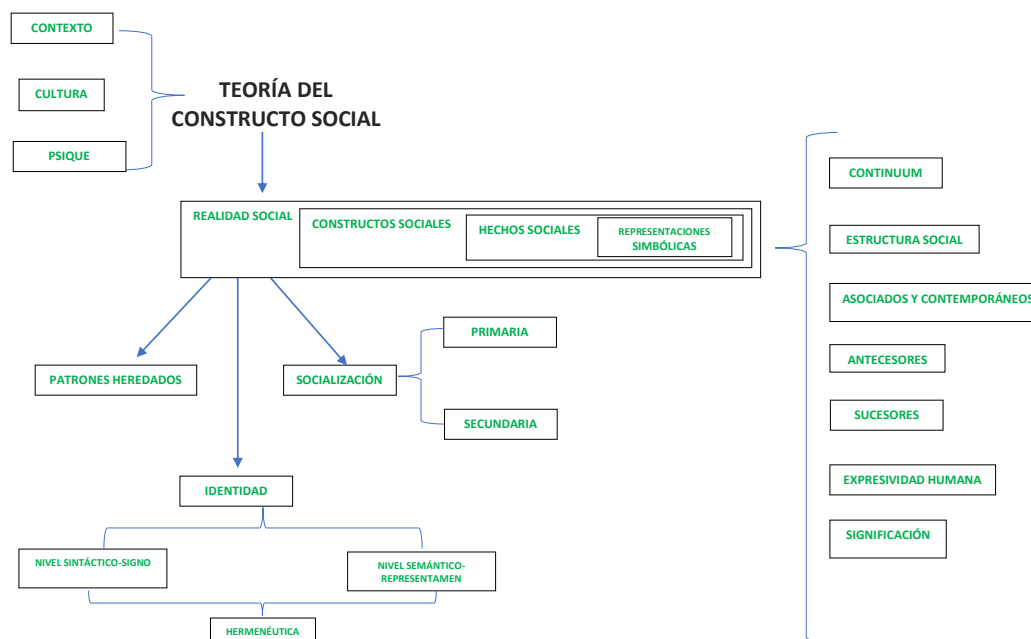 CONTEXTO
CULTURA
PSIQUE
TEORÍA DEL
CONSTRUCTO SOCIAL
REALIDAD SOCIAL
CONSTRUCTOS SOCIALES
HECHOS SOCIALES
REPRESENTACIONES
SIMBÓLICAS
CONTINUUM
ESTRUCTURA SOCIAL
ASOCIADOS Y CONTEMPORÁNEOS
ANTECESORES
SUCESORES
EXPRESIVIDAD HUMANA
SIGNIFICACIÓN
PATRONES HEREDADOS
SOCIALIZACIÓN
PRIMARIA
SECUNDARIA
IDENTIDAD
NIVEL SINTÁCTICO-SIGNO
NIVEL SEMÁNTICO-
REPRESENTAMEN
HERMENÉUTICA